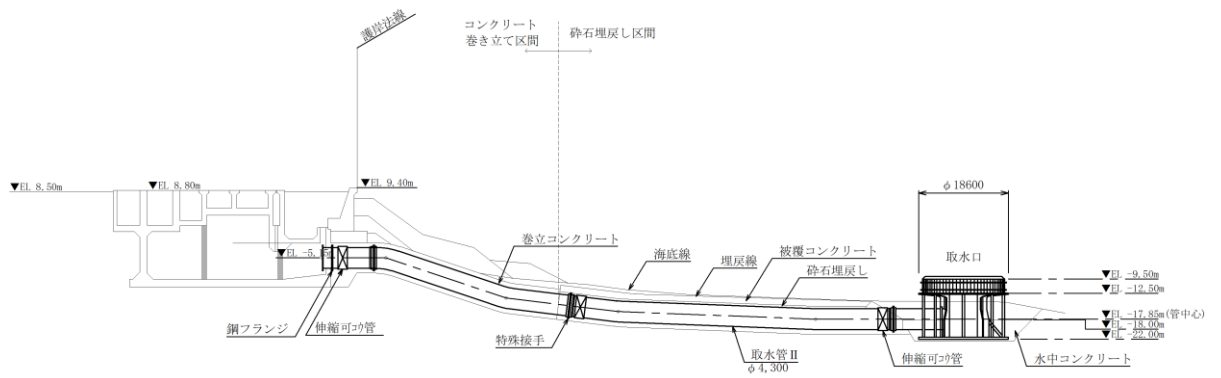 護岸法線
コンクリート
巻き立て区間
砕石埋戻し区間
▼EL 8,50m
▼EL 8,80m
▼EL 9,40m
φ18600
取水口
▼EL -5,15m
巻立コンクリート
海底線
埋戻線
被覆コンクリート
砕石埋戻し
▼EL -9,50m
▼EL -12,50m
▼EL -17,85m(管中心)
▼EL -18,00m
▼EL -22,00m
鋼フランジ
伸縮可ﾄｳ管
特殊接手
取水管Ⅱ
φ4,300
伸縮可ﾄｳ管
水中コンクリート